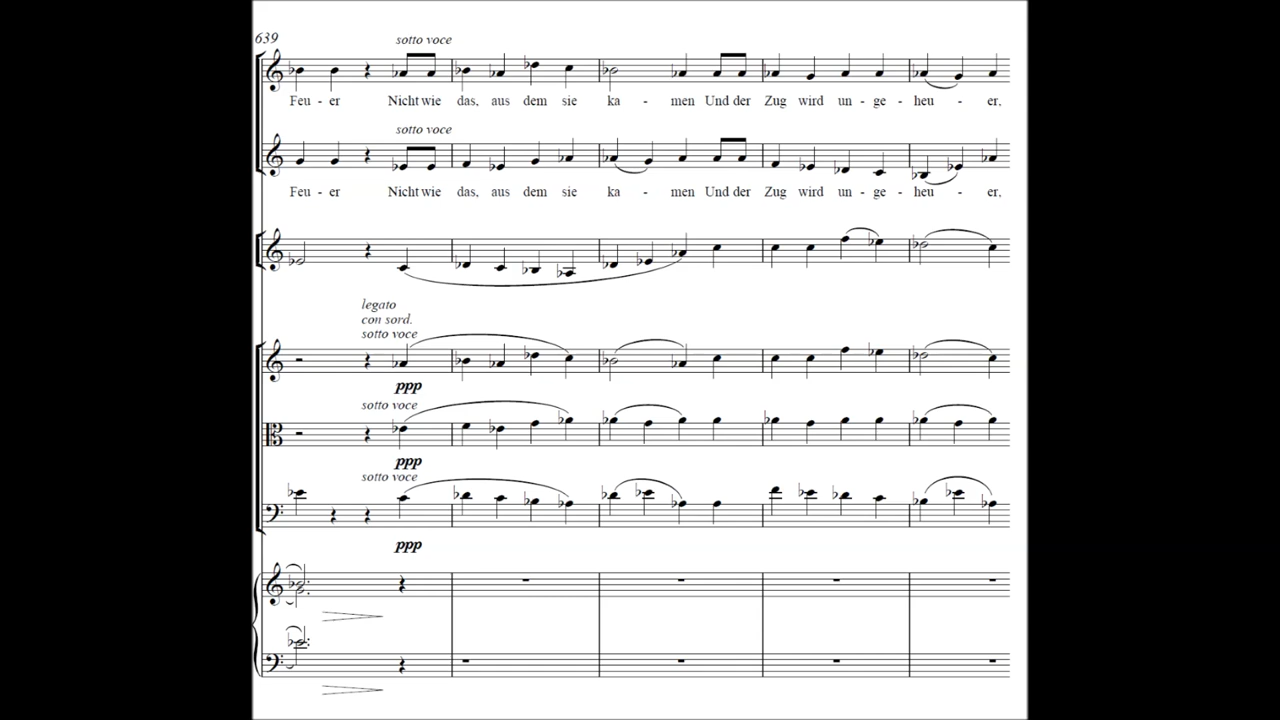 639
sotto voce
Feu - er Nicht wie das, aus dem sie ka - men Und der Zug wird un - ge - heu - er,
sotto voce
Feu - er Nicht wie das, aus dem sie ka - men Und der Zug wird un - ge - heu - er,
legato
con sord.
sotto voce
ppp
sotto voce
ppp
sotto voce
ppp